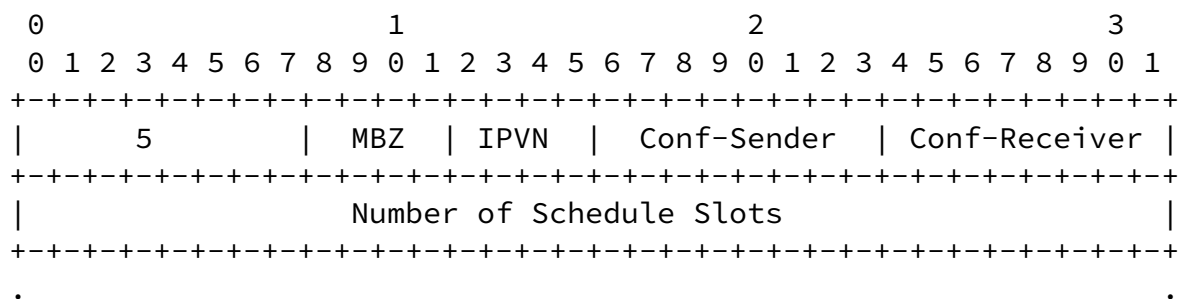 0                   1                   2                   3
 0 1 2 3 4 5 6 7 8 9 0 1 2 3 4 5 6 7 8 9 0 1 2 3 4 5 6 7 8 9 0 1
+-+-+-+-+-+-+-+-+-+-+-+-+-+-+-+-+-+-+-+-+-+-+-+-+-+-+-+-+-+-+-+-+
|      5        |  MBZ  | IPVN  |  Conf-Sender  | Conf-Receiver |
+-+-+-+-+-+-+-+-+-+-+-+-+-+-+-+-+-+-+-+-+-+-+-+-+-+-+-+-+-+-+-+-+
|                  Number of Schedule Slots                     |
+-+-+-+-+-+-+-+-+-+-+-+-+-+-+-+-+-+-+-+-+-+-+-+-+-+-+-+-+-+-+-+-+
.                                                               .